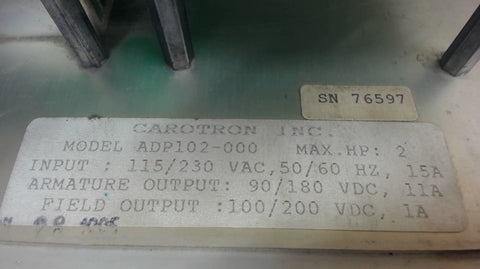 SN 76597
CAROTRON INC.
MODEL ADP102-000 MAX.HP: 2
INPUT : 115/230 VAC,50/60 HZ, 15A
ARMATURE OUTPUT: 90/180 VDC, 11A
FIELD OUTPUT :100/200 VDC, 1A